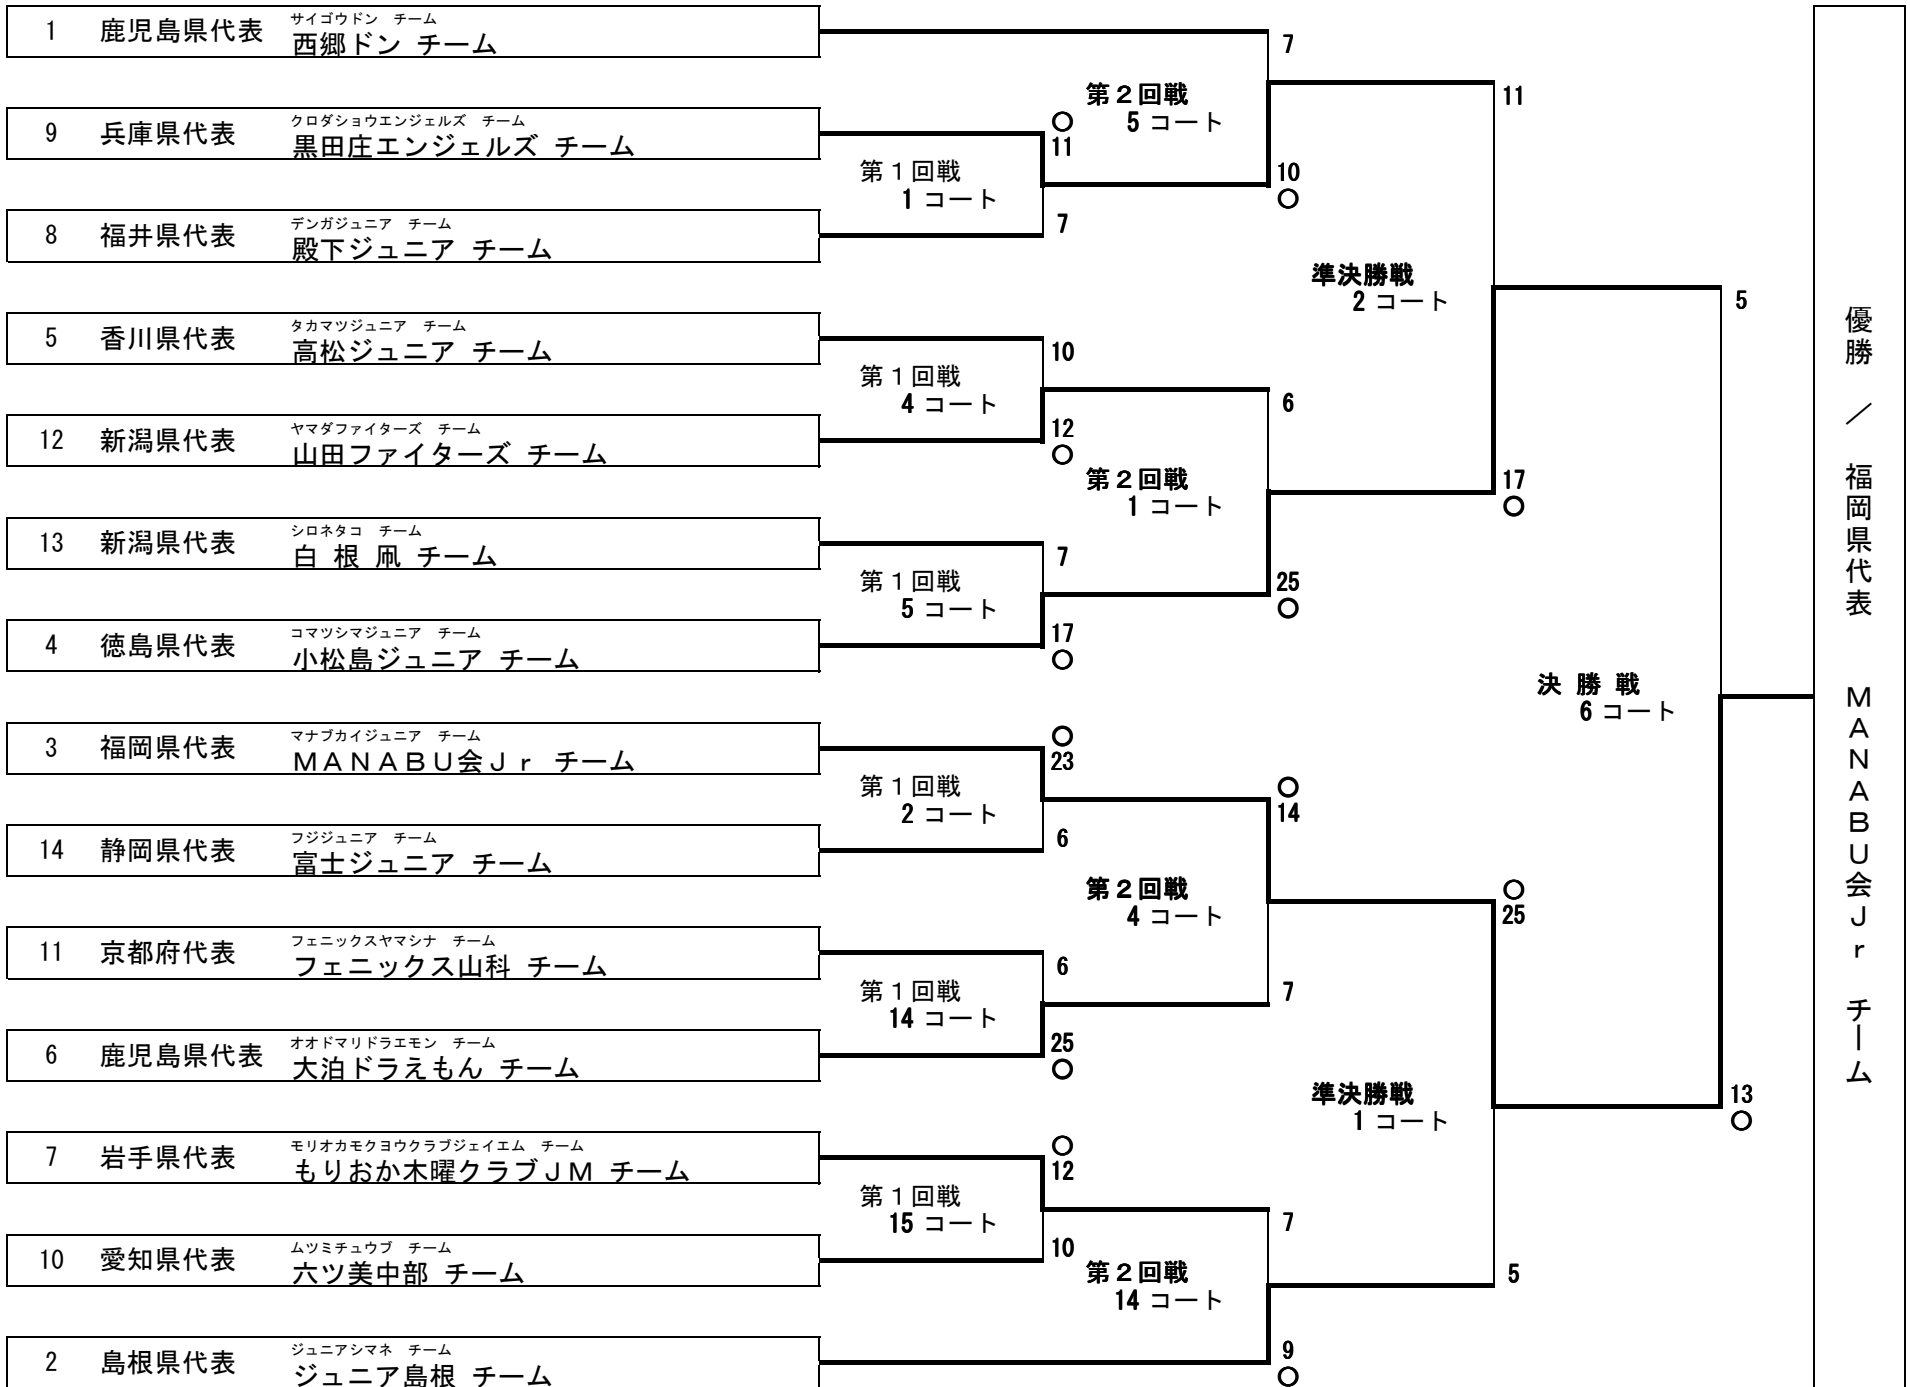 サイゴウドン　チーム
1 鹿児島県代表 西郷ドン チーム
7
11
第２回戦
5 コート
クロダショウエンジェルズ　チーム
9 兵庫県代表 黒田庄エンジェルズ チーム
○
11
第１回戦
1 コート
10
○
デンガジュニア　チーム
8 福井県代表 殿下ジュニア チーム
7
準決勝戦
2 コート
5
タカマツジュニア　チーム
5 香川県代表 高松ジュニア チーム
10
第１回戦
4 コート
6
ヤマダファイターズ　チーム
12 新潟県代表 山田ファイターズ チーム
12
○
第２回戦
1 コート
17
○
シロネタコ　チーム
13 新潟県代表 白 根 凧 チーム
7
第１回戦
5 コート
25
○
コマツシマジュニア　チーム
4 徳島県代表 小松島ジュニア チーム
17
○
決 勝 戦
6 コート
マナブカイジュニア　チーム
3 福岡県代表 ＭＡＮＡＢＵ会Ｊｒ チーム
○
23
第１回戦
2 コート
○
14
フジジュニア　チーム
14 静岡県代表 富士ジュニア チーム
6
第２回戦
4 コート
○
25
フェニックスヤマシナ　チーム
11 京都府代表 フェニックス山科 チーム
6
第１回戦
14 コート
7
オオドマリドラエモン　チーム
6 鹿児島県代表 大泊ドラえもん チーム
25
○
準決勝戦
1 コート
13
○
モリオカモクヨウクラブジェイエム　チーム
7 岩手県代表 もりおか木曜クラブＪＭ チーム
○
12
第１回戦
15 コート
7
ムツミチュウブ　チーム
10 愛知県代表 六ツ美中部 チーム
10
第２回戦
14 コート
5
ジュニアシマネ　チーム
2 島根県代表 ジュニア島根 チーム
9
○
優勝　／　福岡県代表　ＭＡＮＡＢＵ会Ｊｒ チーム